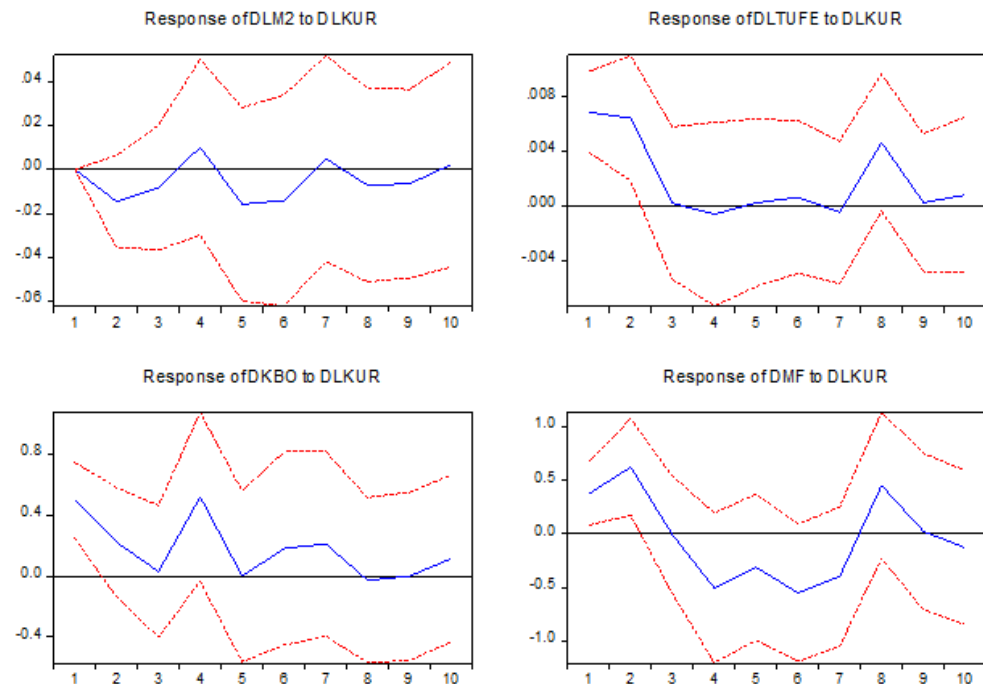 Response of DLM2 to DLKUR
.04
.02
.00
-.02
-.04
-.06
1 2 3 4 5 6 7 8 9 10
Response of DLTUFE to DLKUR
.008
.004
.000
-.004
1 2 3 4 5 6 7 8 9 10
Response of DKBO to DLKUR
0.8
0.4
0.0
-0.4
1 2 3 4 5 6 7 8 9 10
Response of DMF to DLKUR
1.0
0.5
0.0
-0.5
-1.0
1 2 3 4 5 6 7 8 9 10